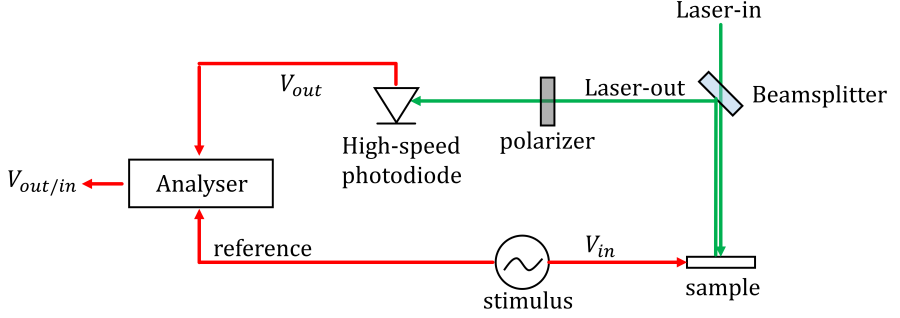 Laser-in
V_out
Laser-out
Beamsplitter
polarizer
High-speed
photodiode
V_out/in
Analyser
reference
V_in
stimulus
sample